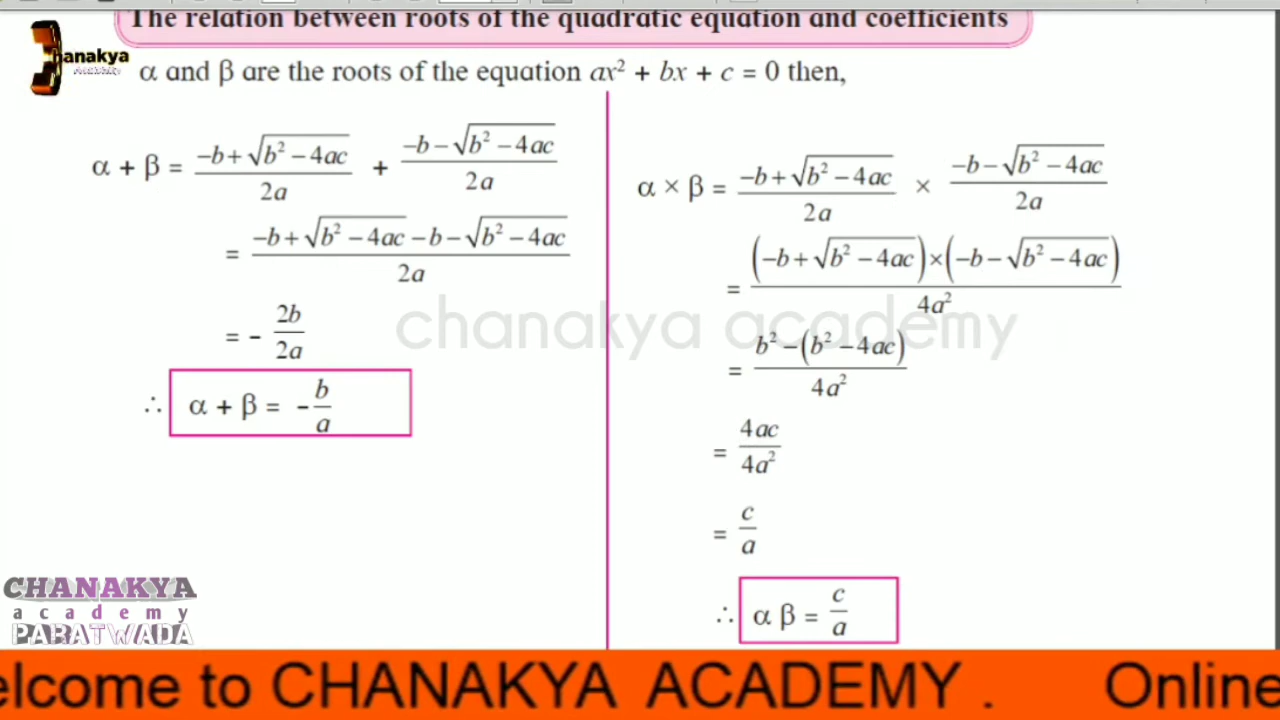 The relation between roots of the quadratic equation and coefficients
hanakya
α and β are the roots of the equation ax² + bx + c = 0 then,
α + β = (−b + √(b² − 4ac))/2a + (−b − √(b² − 4ac))/2a
= (−b + √(b² − 4ac) − b − √(b² − 4ac))/2a
= - 2b/2a
∴ α + β = - b/a
α × β = (−b + √(b² − 4ac))/2a × (−b − √(b² − 4ac))/2a
= (−b + √(b² − 4ac)) × (−b − √(b² − 4ac))/4a²
= b² − (b² − 4ac)/4a²
= 4ac/4a²
= c/a
∴ α β = c/a
chanakya academy
CHANAKYA
academy
PARATWADA
elcome to CHANAKYA ACADEMY . Online